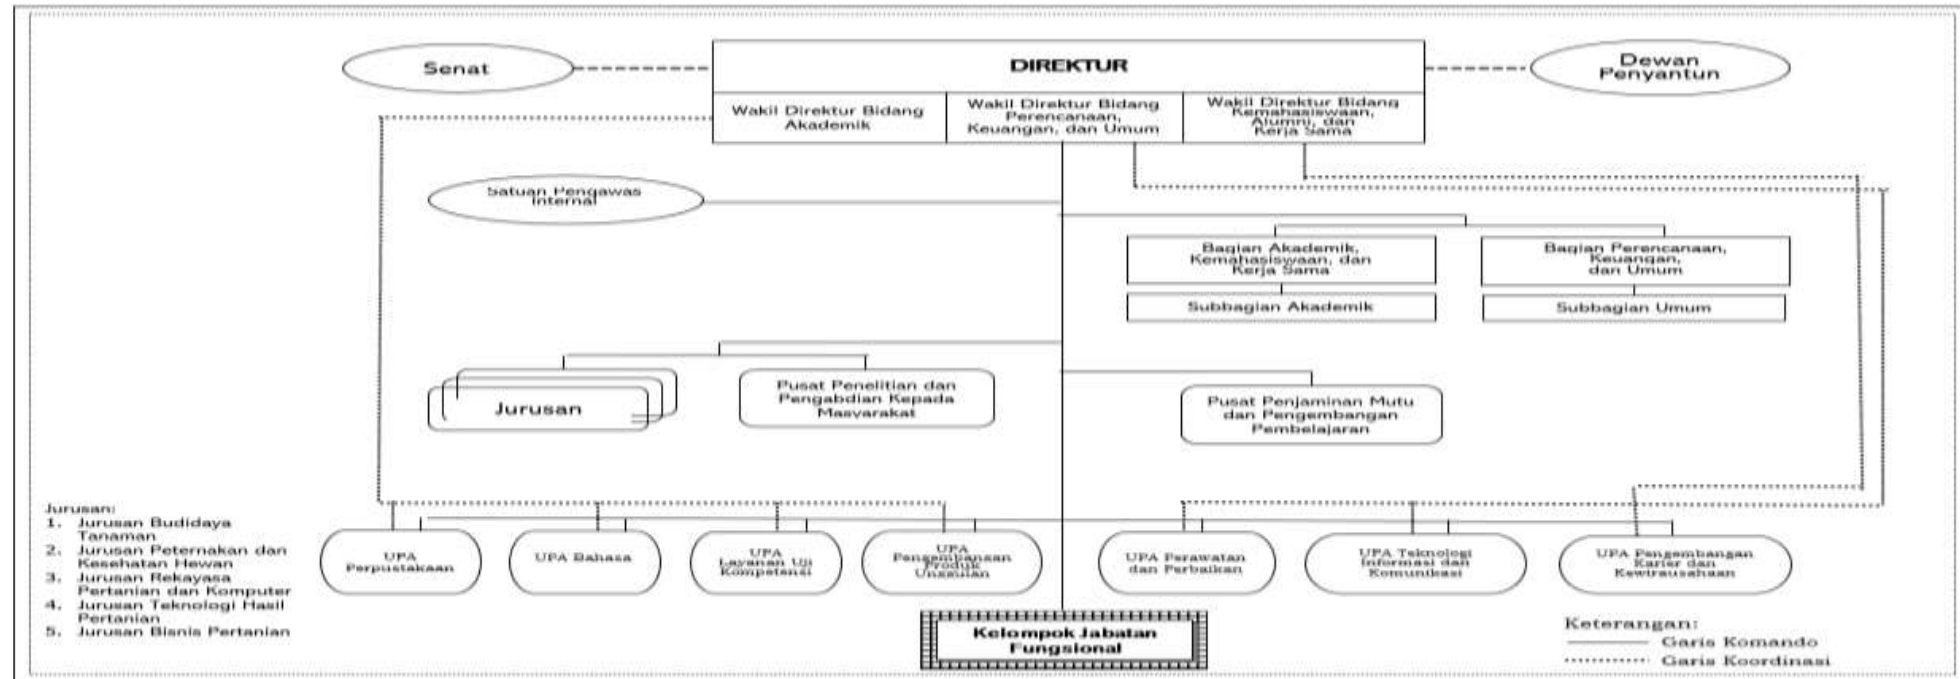 Senat
DIREKTUR
Dewan
Penyantun
Wakil Direktur Bidang
Akademik
Wakil Direktur Bidang
Perencanaan,
Keuangan, dan Umum
Wakil Direktur Bidang
Kemahasiswaan,
Alumni, dan
Kerja Sama
Satuan Pengawas
Internal
Bagian Akademik,
Kemahasiswaan, dan
Kerja Sama
Bagian Perencanaan,
Keuangan,
dan Umum
Subbagian Akademik
Subbagian Umum
Jurusan
Pusat Penelitian dan
Pengabdian Kepada
Masyarakat
Pusat Penjaminan Mutu
dan Pengembangan
Pembelajaran
Jurusan:
1. Jurusan Budidaya
Tanaman
2. Jurusan Peternakan dan
Kesehatan Hewan
3. Jurusan Rekayasa
Pertanian dan Komputer
4. Jurusan Teknologi Hasil
Pertanian
5. Jurusan Bisnis Pertanian
UPA
Perpustakaan
UPA Bahasa
UPA
Layanan Uji
Kompetensi
UPA
Pengembangan
Produk
Unggulan
UPA Perawatan
dan Perbaikan
UPA Teknologi
Informasi dan
Komunikasi
UPA Pengembangan
Karier dan
Kewirausahaan
Kelompok Jabatan
Fungsional
Keterangan:
Garis Komando
Garis Koordinasi